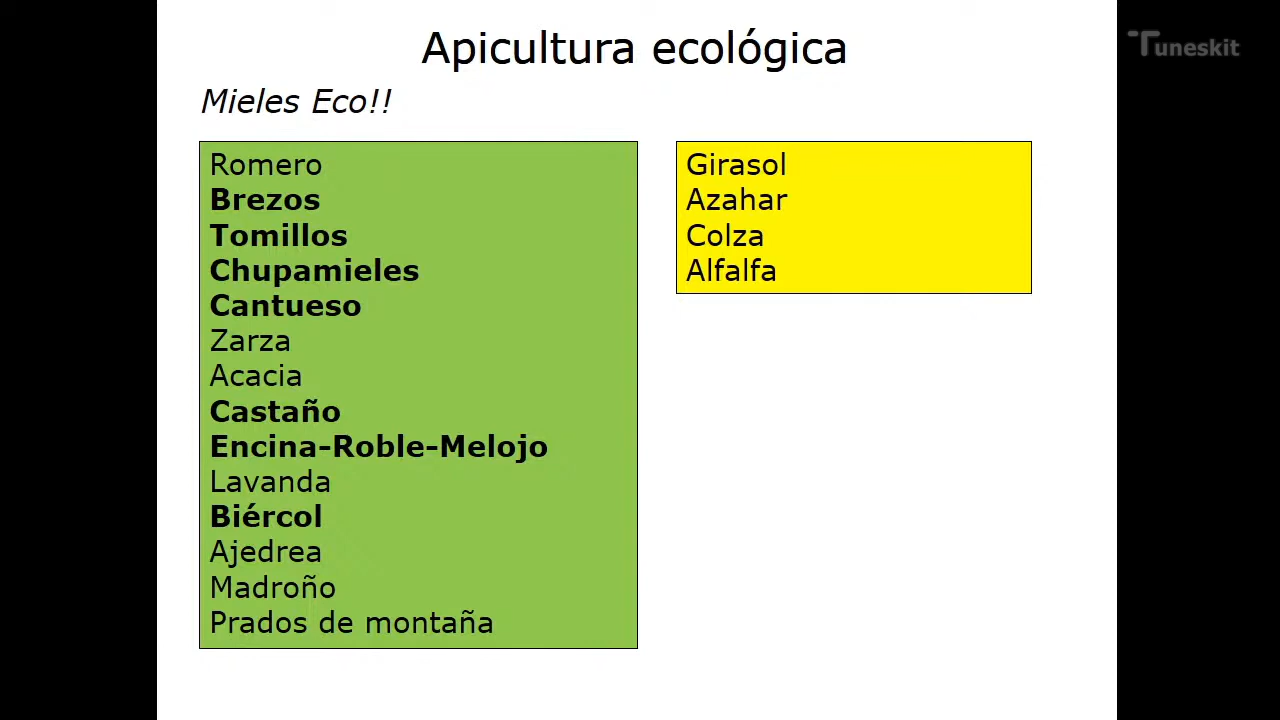 Apicultura ecológica
Tuneskit
Mieles Eco!!
Romero
Brezos
Tomillos
Chupamieles
Cantueso
Zarza
Acacia
Castaño
Encina-Roble-Melojo
Lavanda
Biércol
Ajedrea
Madroño
Prados de montaña
Girasol
Azahar
Colza
Alfalfa